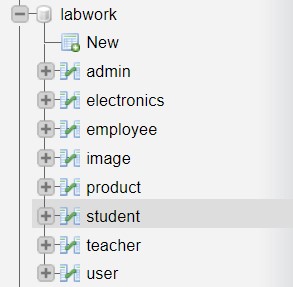 labwork
New
admin
electronics
employee
image
product
student
teacher
user